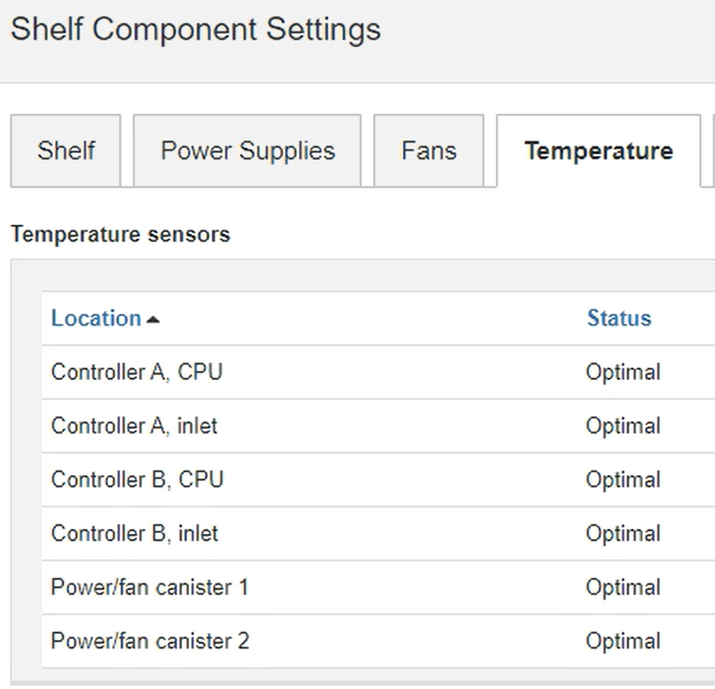 Shelf Component Settings
Shelf Power Supplies Fans Temperature
Temperature sensors
Location Status
Controller A, CPU Optimal
Controller A, inlet Optimal
Controller B, CPU Optimal
Controller B, inlet Optimal
Power/fan canister 1 Optimal
Power/fan canister 2 Optimal